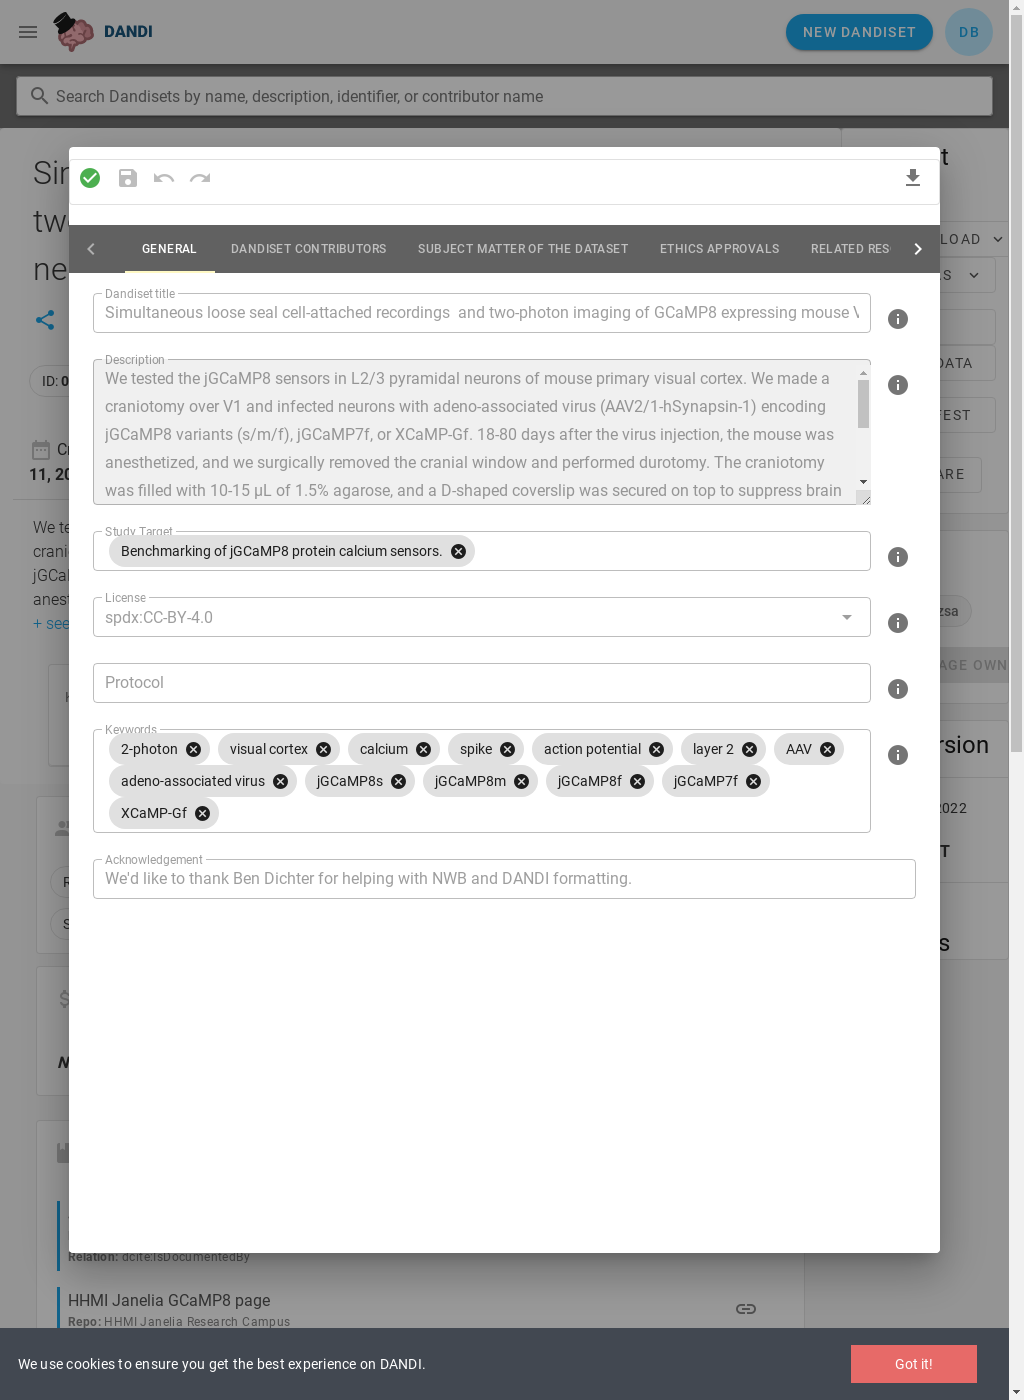 DANDI
NEW DANDISET
DB
Search Dandisets by name, description, identifier, or contributor name
GENERAL
DANDISET CONTRIBUTORS
SUBJECT MATTER OF THE DATASET
ETHICS APPROVALS
RELATED RES
Dandiset title
Simultaneous loose seal cell-attached recordings  and two-photon imaging of GCaMP8 expressing mouse V
Description
We tested the jGCaMP8 sensors in L2/3 pyramidal neurons of mouse primary visual cortex. We made a
craniotomy over V1 and infected neurons with adeno-associated virus (AAV2/1-hSynapsin-1) encoding
jGCaMP8 variants (s/m/f), jGCaMP7f, or XCaMP-Gf. 18-80 days after the virus injection, the mouse was
anesthetized, and we surgically removed the cranial window and performed durotomy. The craniotomy
was filled with 10-15 μL of 1.5% agarose, and a D-shaped coverslip was secured on top to suppress brain
Study Target
Benchmarking of jGCaMP8 protein calcium sensors.
License
spdx:CC-BY-4.0
Protocol
Keywords
2-photon
visual cortex
calcium
spike
action potential
layer 2
AAV
adeno-associated virus
jGCaMP8s
jGCaMP8m
jGCaMP8f
jGCaMP7f
XCaMP-Gf
Acknowledgement
We'd like to thank Ben Dichter for helping with NWB and DANDI formatting.
ID: 0
11, 20
We te
crani
jGCa
anest
+ see
LOAD
S
DATA
FEST
ARE
zsa
AGE OWN
rsion
2022
T
s
Relation: dcite:IsDocumentedBy
HHMI Janelia GCaMP8 page
Repo: HHMI Janelia Research Campus
We use cookies to ensure you get the best experience on DANDI.
Got it!